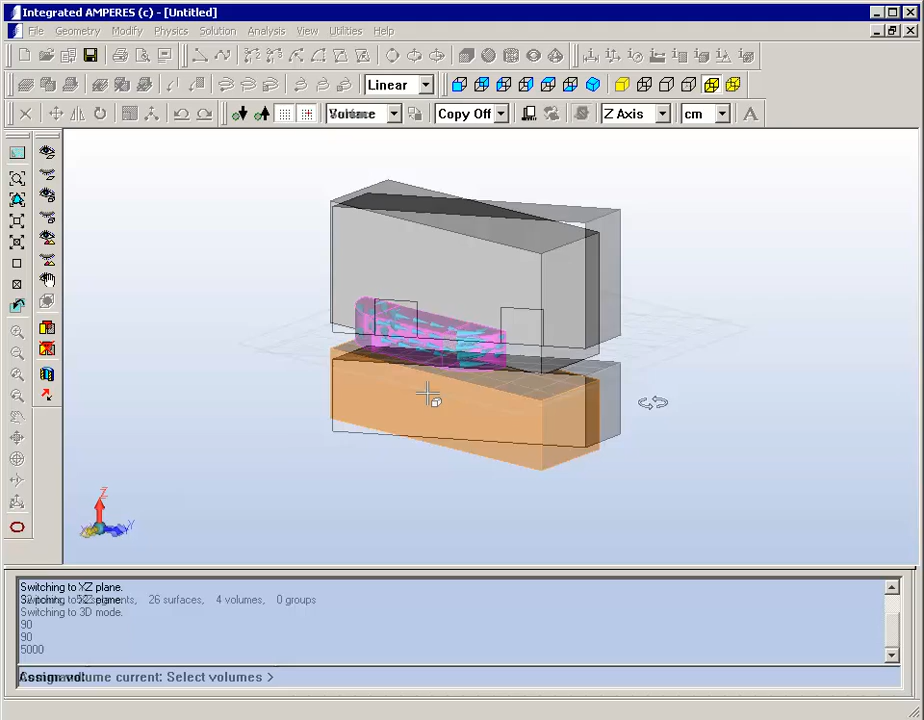 Integrated AMPERES (c) - [Untitled]
File Geometry Modify Physics Solution Analysis View Utilities Help
Linear
Copy Off Z Axis cm A
Z
Y
Switching to YZ plane.
segments, 26 surfaces, 4 volumes, 0 groups
Switching to 3D mode.
90
90
5000
volume current: Select volumes >